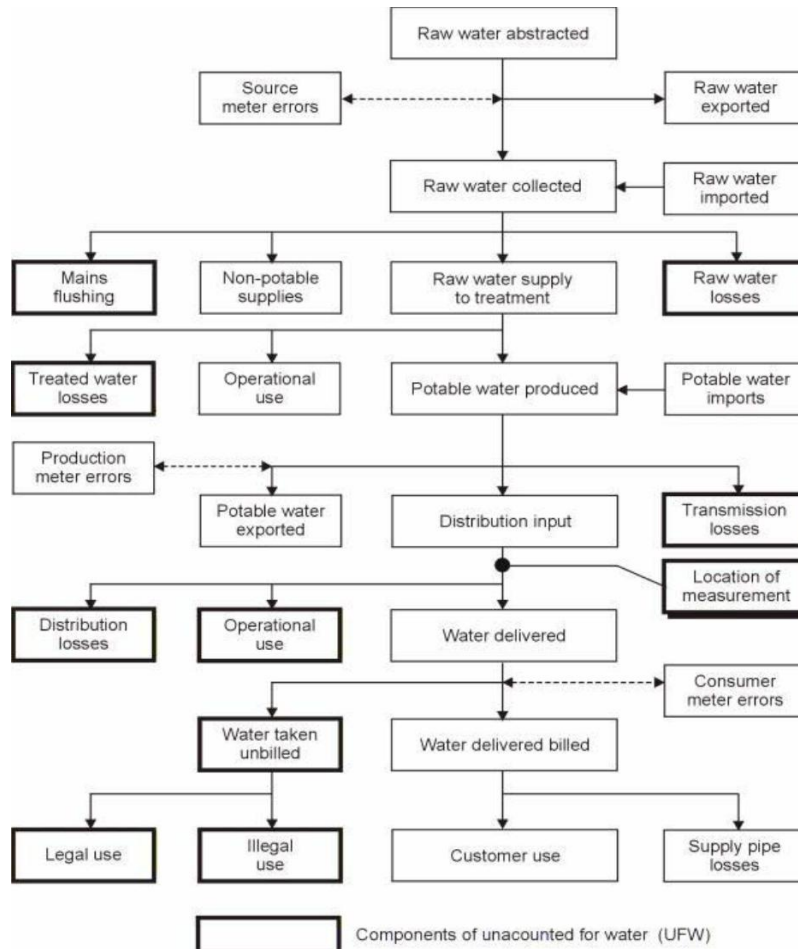 Raw water abstracted
Source
meter errors
Raw water
exported
Raw water collected
Raw water
imported
Mains
flushing
Non-potable
supplies
Raw water supply
to treatment
Raw water
losses
Treated water
losses
Operational
use
Potable water produced
Potable water
imports
Production
meter errors
Potable water
exported
Distribution input
Transmission
losses
Location of
measurement
Distribution
losses
Operational
use
Water delivered
Consumer
meter errors
Water taken
unbilled
Water delivered billed
Legal use
Illegal
use
Customer use
Supply pipe
losses
Components of unacounted for water (UFW)